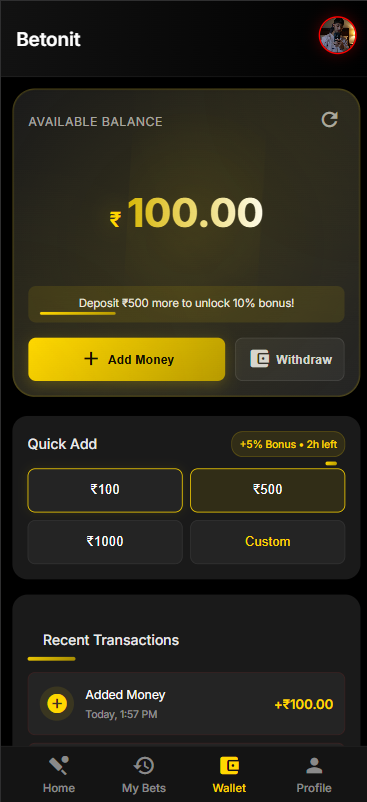 Betonit
AVAILABLE BALANCE
₹ 100.00
Deposit ₹500 more to unlock 10% bonus!
Add Money
Withdraw
Quick Add
+5% Bonus • 2h left
₹100
₹500
₹1000
Custom
Recent Transactions
Added Money
+₹100.00
Today, 1:57 PM
Home
My Bets
Wallet
Profile